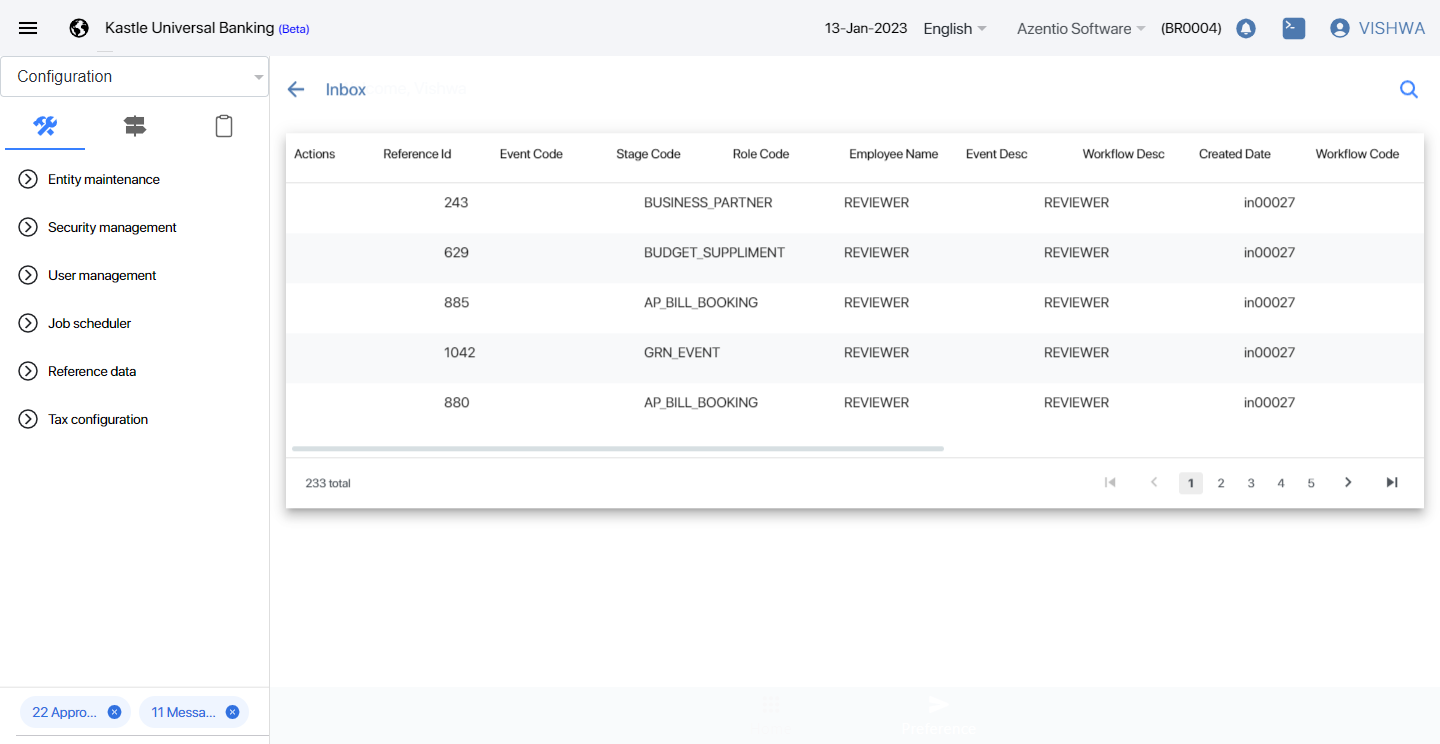 Kastle Universal Banking (Beta)
13-Jan-2023 English Azentio Software (BR0004) VISHWA
Configuration
Inbox
Entity maintenance
Security management
User management
Job scheduler
Reference data
Tax configuration
Actions Reference Id Event Code Stage Code Role Code Employee Name Event Desc Workflow Desc Created Date Workflow Code
243 BUSINESS_PARTNER REVIEWER REVIEWER in00027
629 BUDGET_SUPPLIMENT REVIEWER REVIEWER in00027
885 AP_BILL_BOOKING REVIEWER REVIEWER in00027
1042 GRN_EVENT REVIEWER REVIEWER in00027
880 AP_BILL_BOOKING REVIEWER REVIEWER in00027
233 total 1 2 3 4 5
22 Appro... 11 Messa...